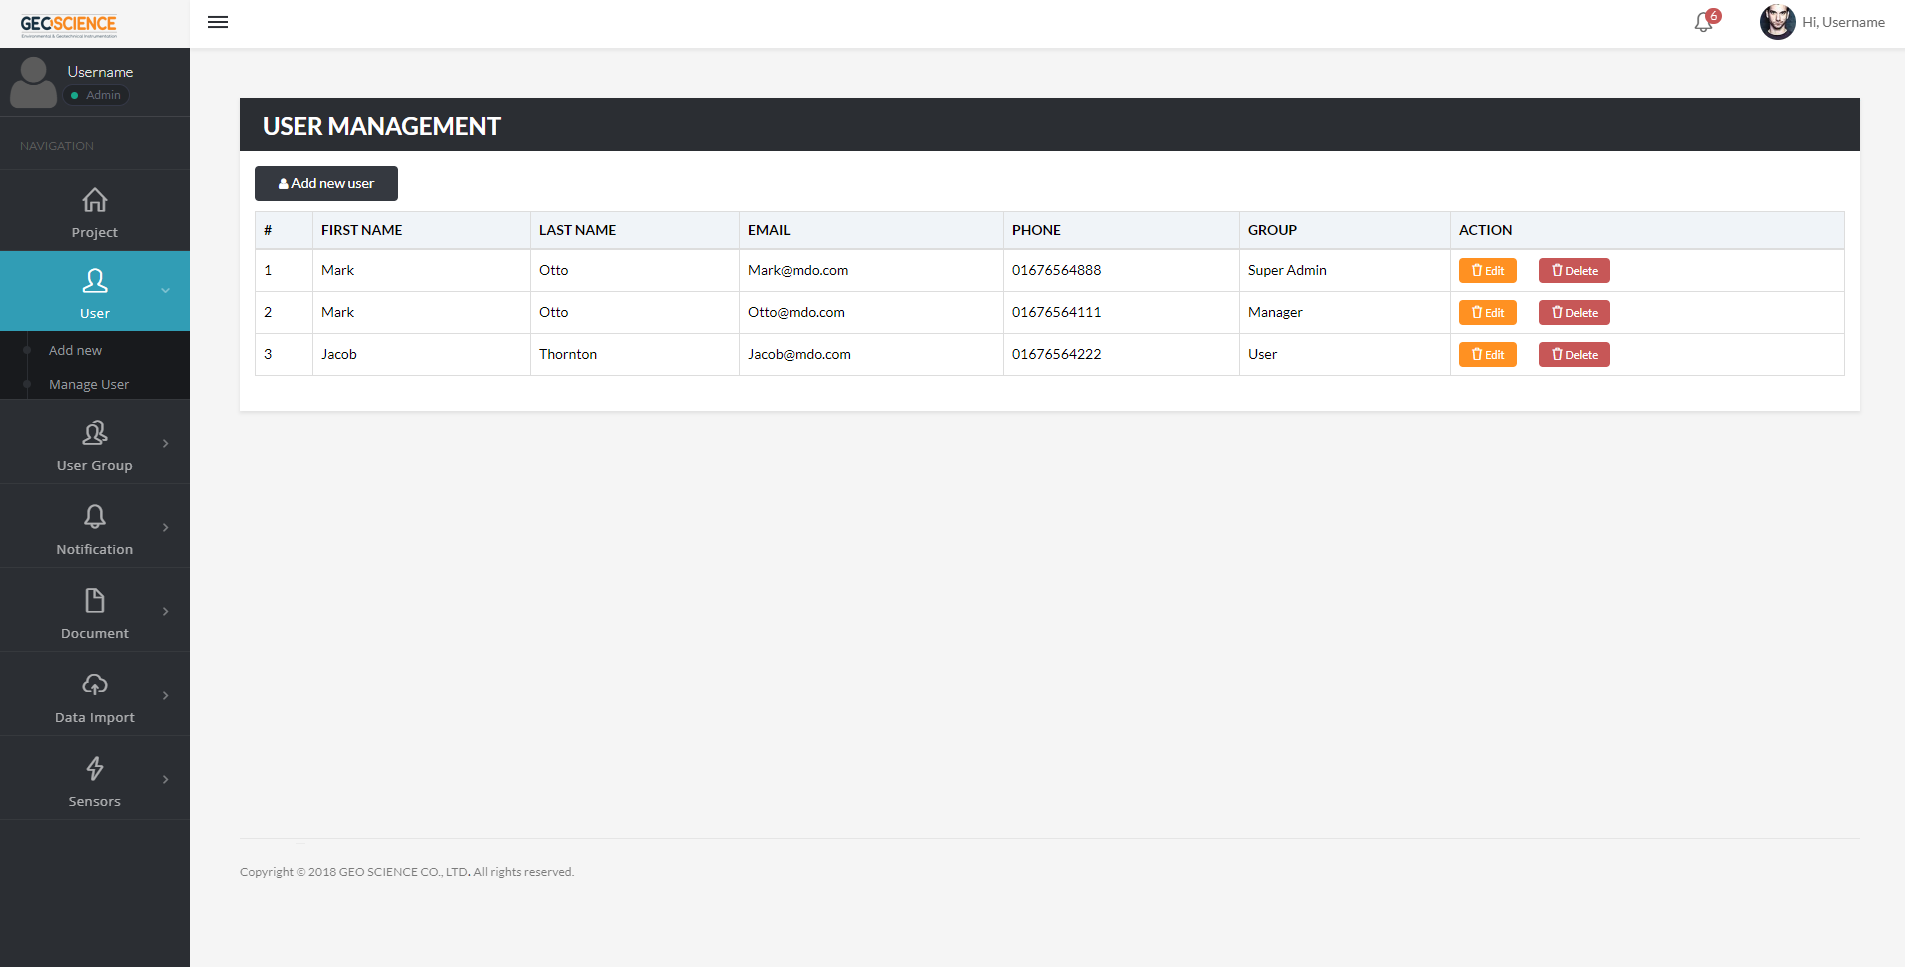 GEOSCIENCE
Environmental & Geotechnical Instrumentation
6
Hi, Username
Username
Admin
NAVIGATION
Project
User
Add new
Manage User
User Group
Notification
Document
Data Import
Sensors
USER MANAGEMENT
Add new user
# FIRST NAME LAST NAME EMAIL PHONE GROUP ACTION
1 Mark Otto Mark@mdo.com 01676564888 Super Admin Edit Delete
2 Mark Otto Otto@mdo.com 01676564111 Manager Edit Delete
3 Jacob Thornton Jacob@mdo.com 01676564222 User Edit Delete
Copyright © 2018 GEO SCIENCE CO., LTD. All rights reserved.